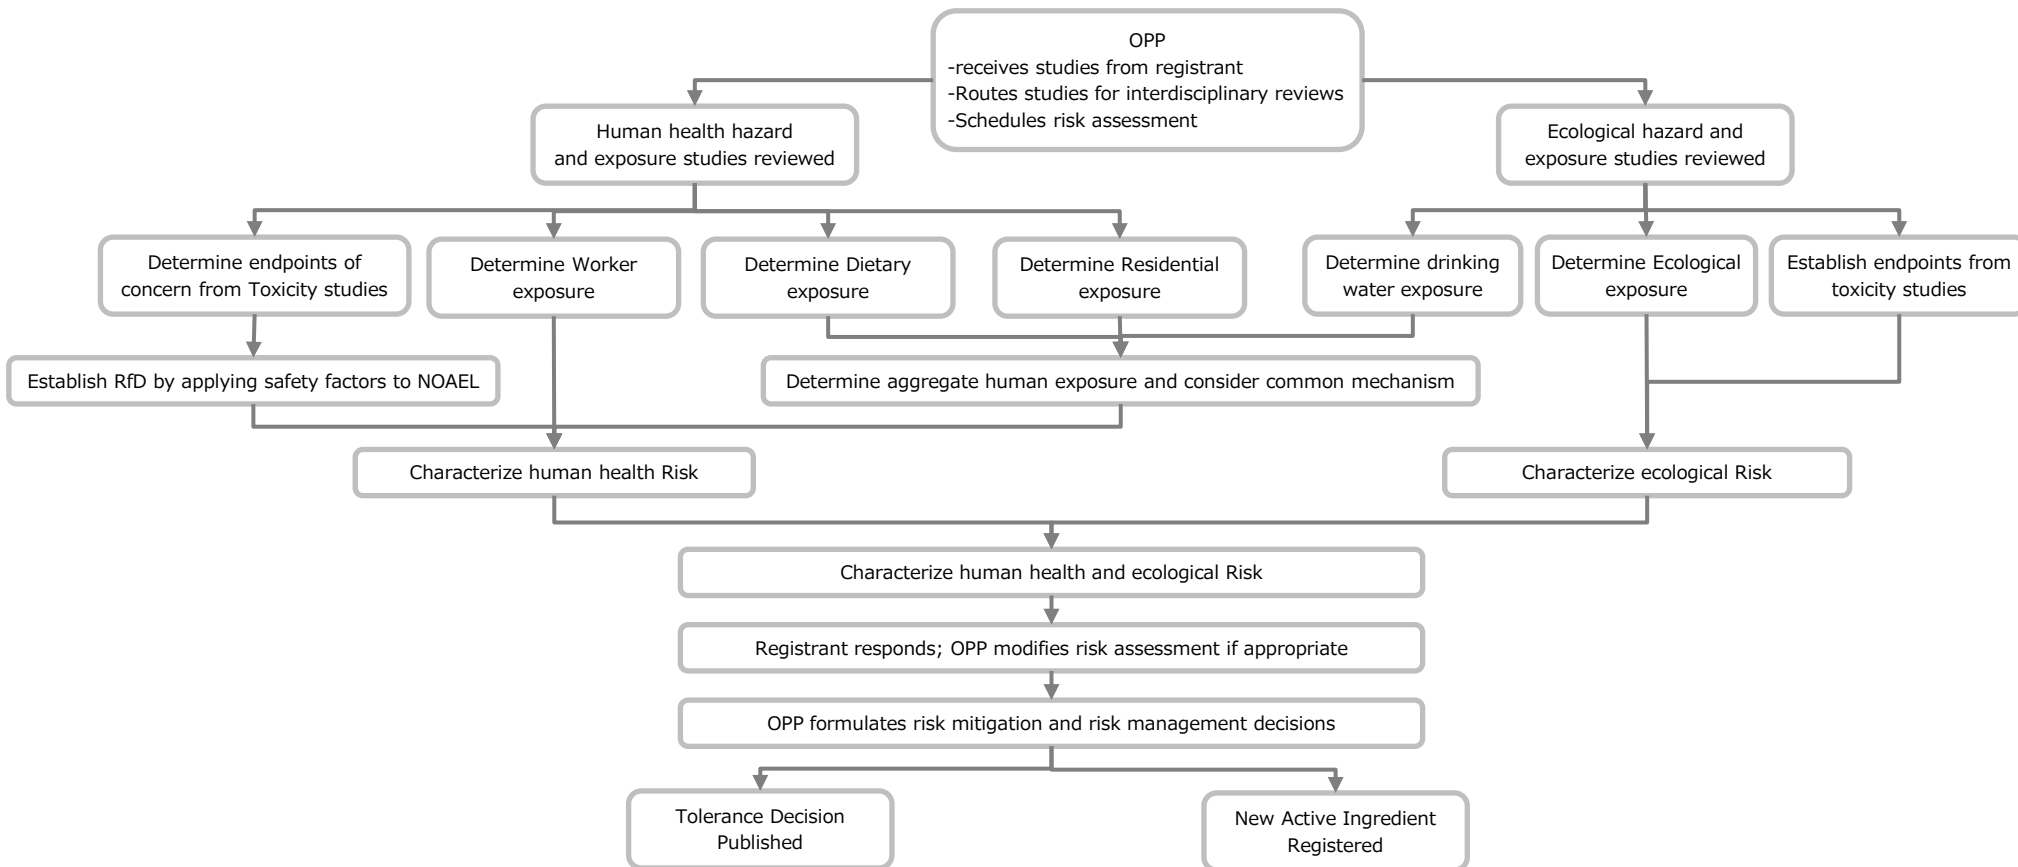 OPP
-receives studies from registrant
-Routes studies for interdisciplinary reviews
-Schedules risk assessment
Human health hazard
and exposure studies reviewed
Ecological hazard and
exposure studies reviewed
Determine endpoints of
concern from Toxicity studies
Determine Worker
exposure
Determine Dietary
exposure
Determine Residential
exposure
Determine drinking
water exposure
Determine Ecological
exposure
Establish endpoints from
toxicity studies
Establish RfD by applying safety factors to NOAEL
Determine aggregate human exposure and consider common mechanism
Characterize human health Risk
Characterize ecological Risk
Characterize human health and ecological Risk
Registrant responds; OPP modifies risk assessment if appropriate
OPP formulates risk mitigation and risk management decisions
Tolerance Decision
Published
New Active Ingredient
Registered